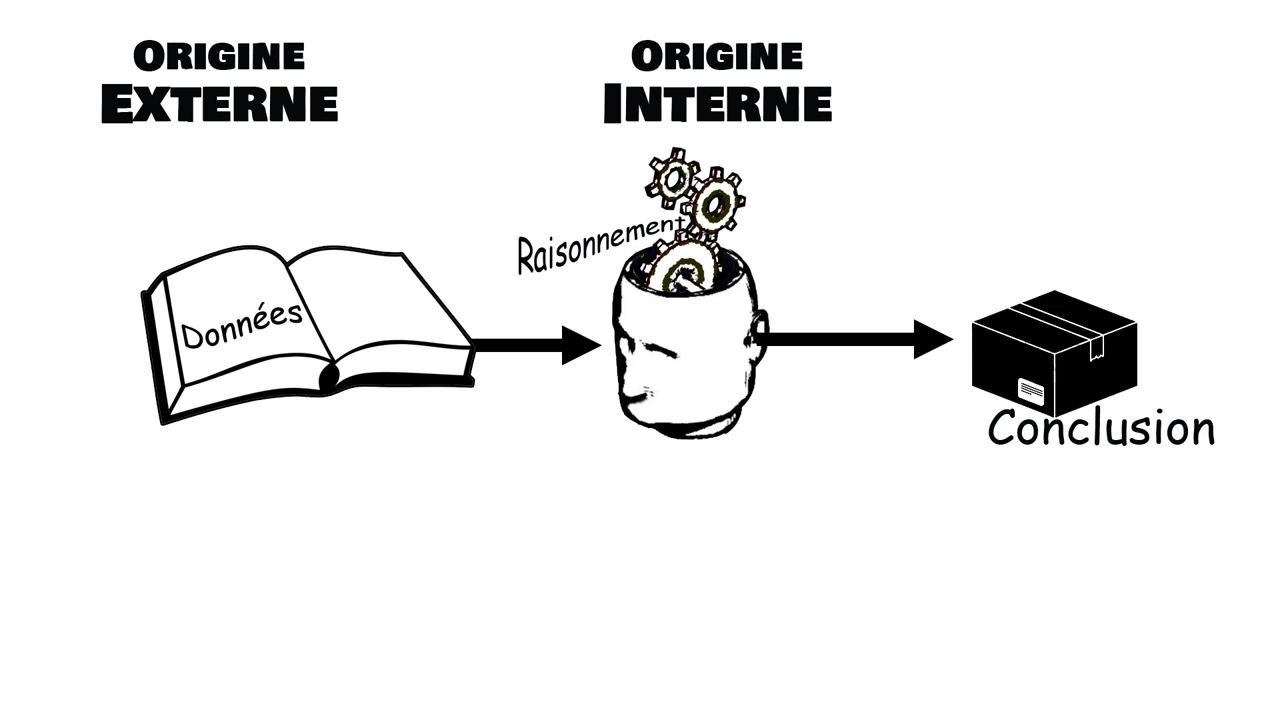 ORIGINE
EXTERNE
ORIGINE
INTERNE
Raisonnement
Données
Conclusion